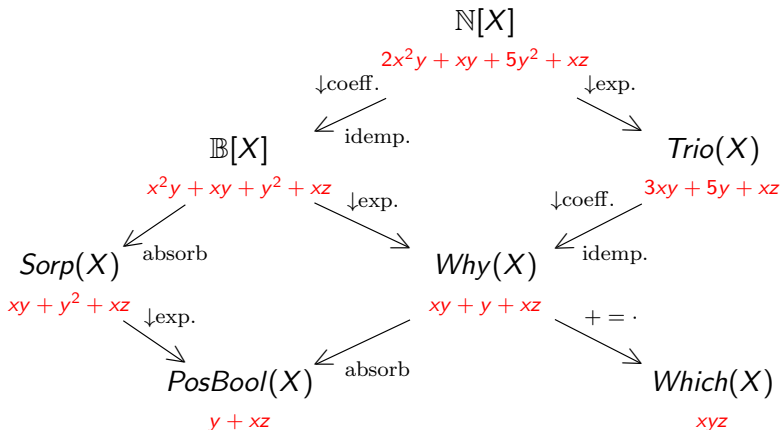 ℕ[X]
2x²y + xy + 5y² + xz
↓coeff. ↓exp.
idemp.
𝔹[X] Trio(X)
x²y + xy + y² + xz 3xy + 5y + xz
↓exp. ↓coeff.
absorb idemp.
Sorp(X) Why(X)
xy + y² + xz xy + y + xz
↓exp. + = ·
absorb
PosBool(X) Which(X)
y + xz xyz